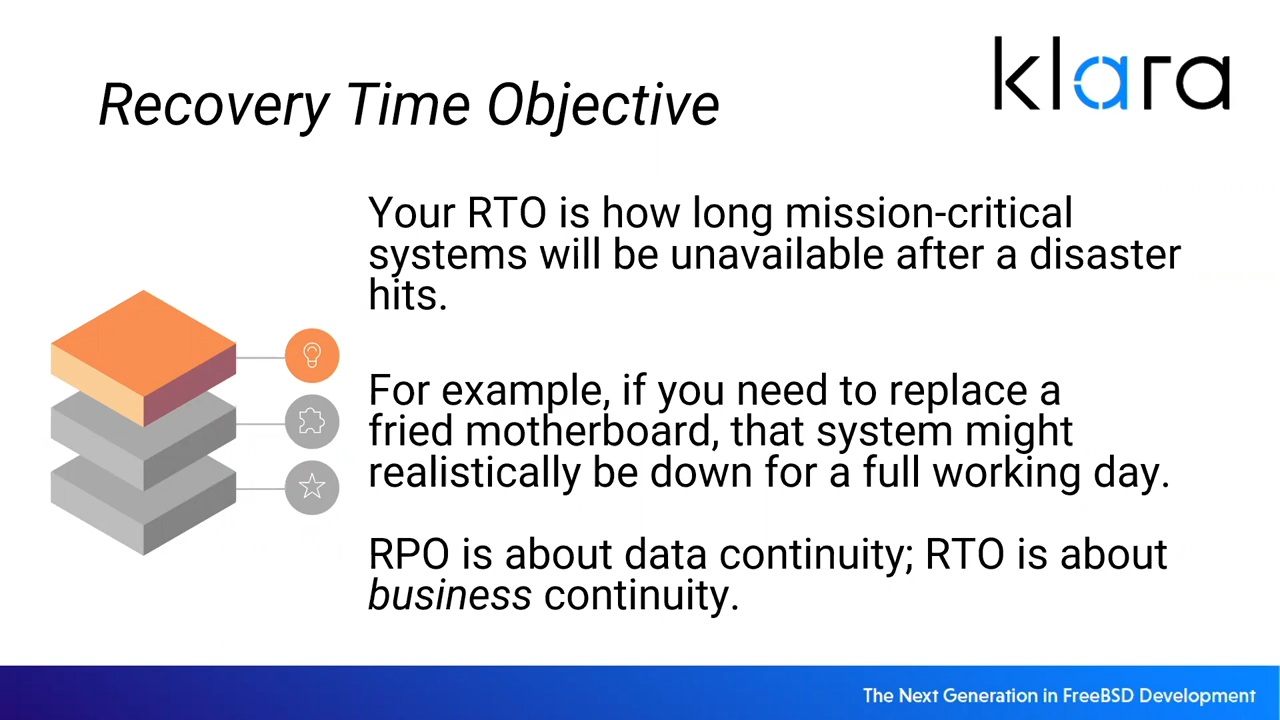 klara
Recovery Time Objective
Your RTO is how long mission-critical
systems will be unavailable after a disaster
hits.
For example, if you need to replace a
fried motherboard, that system might
realistically be down for a full working day.
RPO is about data continuity; RTO is about
business continuity.
The Next Generation in FreeBSD Development